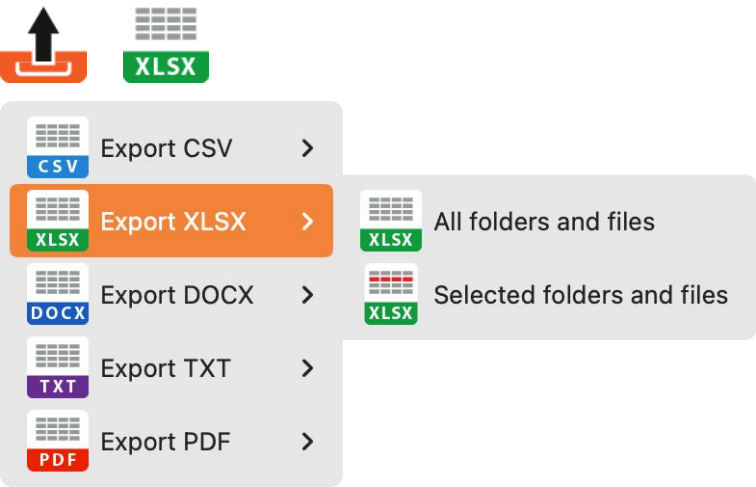 XLSX
CSV Export CSV
XLSX Export XLSX
XLSX All folders and files
DOCX Export DOCX
XLSX Selected folders and files
TXT Export TXT
PDF Export PDF